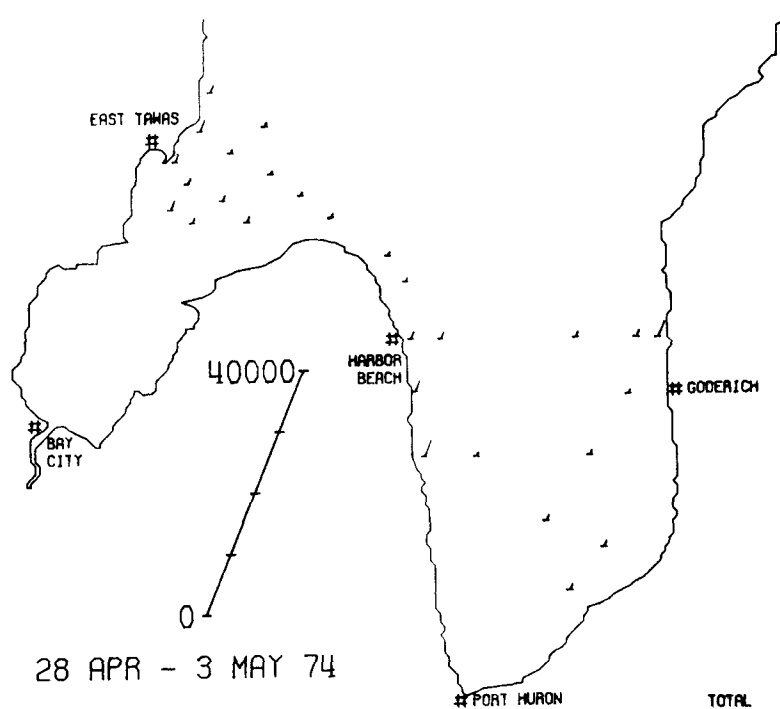 EAST TAWAS
40000
HARBOR
BEACH
GODERICH
BAY
CITY
0
28 APR - 3 MAY 74
PORT HURON
TOTAL